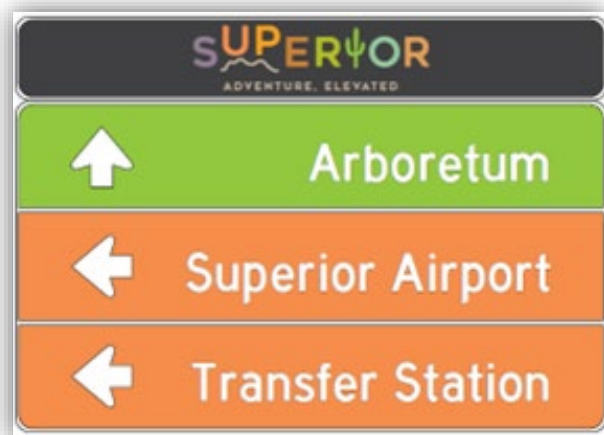 SUPERIOR
ADVENTURE, ELEVATED
Arboretum
Superior Airport
Transfer Station